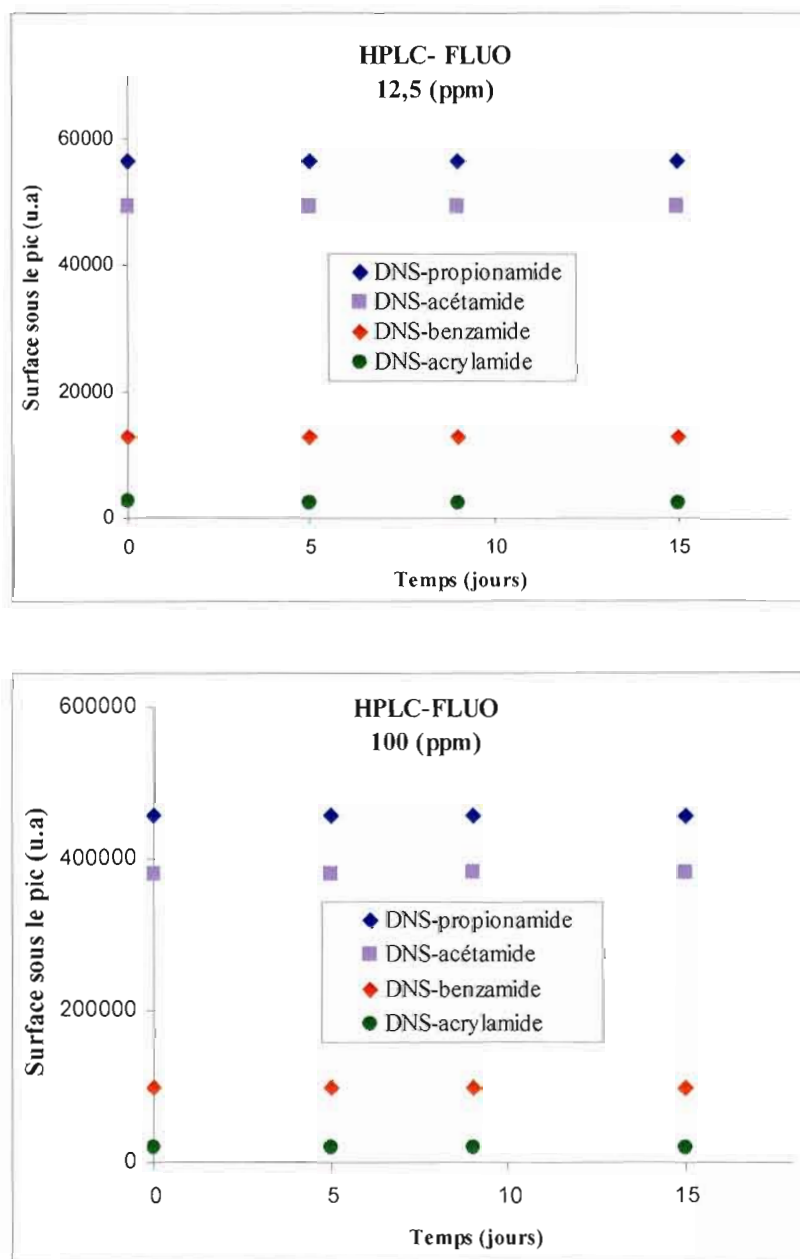 HPLC- FLUO
12,5 (ppm)
Surface sous le pic (u.a)
60000
40000
20000
0
DNS-propionamide
DNS-acétamide
DNS-benzamide
DNS-acrylamide
0 5 10 15
Temps (jours)
HPLC-FLUO
100 (ppm)
Surface sous le pic (u.a)
600000
400000
200000
0
DNS-propionamide
DNS-acétamide
DNS-benzamide
DNS-acrylamide
0 5 10 15
Temps (jours)